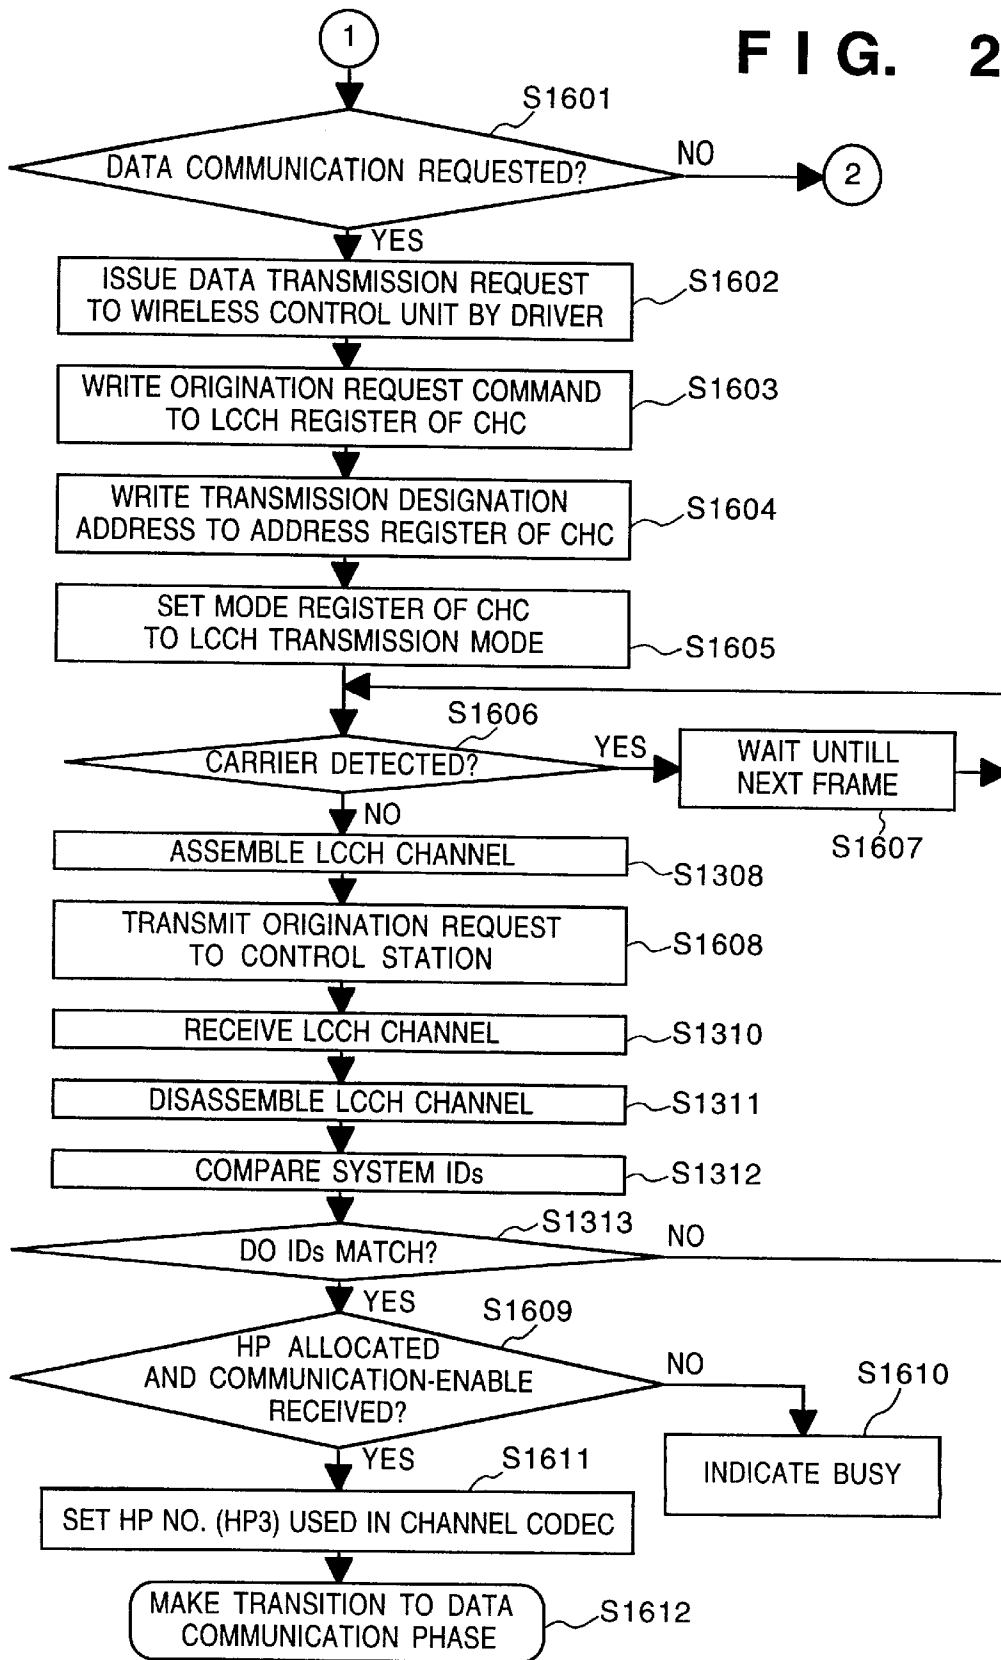 1
F I G. 2
S1601
DATA COMMUNICATION REQUESTED?
NO
2
YES
ISSUE DATA TRANSMISSION REQUEST
TO WIRELESS CONTROL UNIT BY DRIVER
S1602
WRITE ORIGINATION REQUEST COMMAND
TO LCCH REGISTER OF CHC
S1603
WRITE TRANSMISSION DESIGNATION
ADDRESS TO ADDRESS REGISTER OF CHC
S1604
SET MODE REGISTER OF CHC
TO LCCH TRANSMISSION MODE
S1605
S1606
CARRIER DETECTED?
YES
WAIT UNTILL
NEXT FRAME
S1607
NO
ASSEMBLE LCCH CHANNEL
S1308
TRANSMIT ORIGINATION REQUEST
TO CONTROL STATION
S1608
RECEIVE LCCH CHANNEL
S1310
DISASSEMBLE LCCH CHANNEL
S1311
COMPARE SYSTEM IDs
S1312
S1313
DO IDs MATCH?
NO
YES
S1609
HP ALLOCATED
AND COMMUNICATION-ENABLE
RECEIVED?
NO
S1610
INDICATE BUSY
YES
S1611
SET HP NO. (HP3) USED IN CHANNEL CODEC
MAKE TRANSITION TO DATA
COMMUNICATION PHASE
S1612